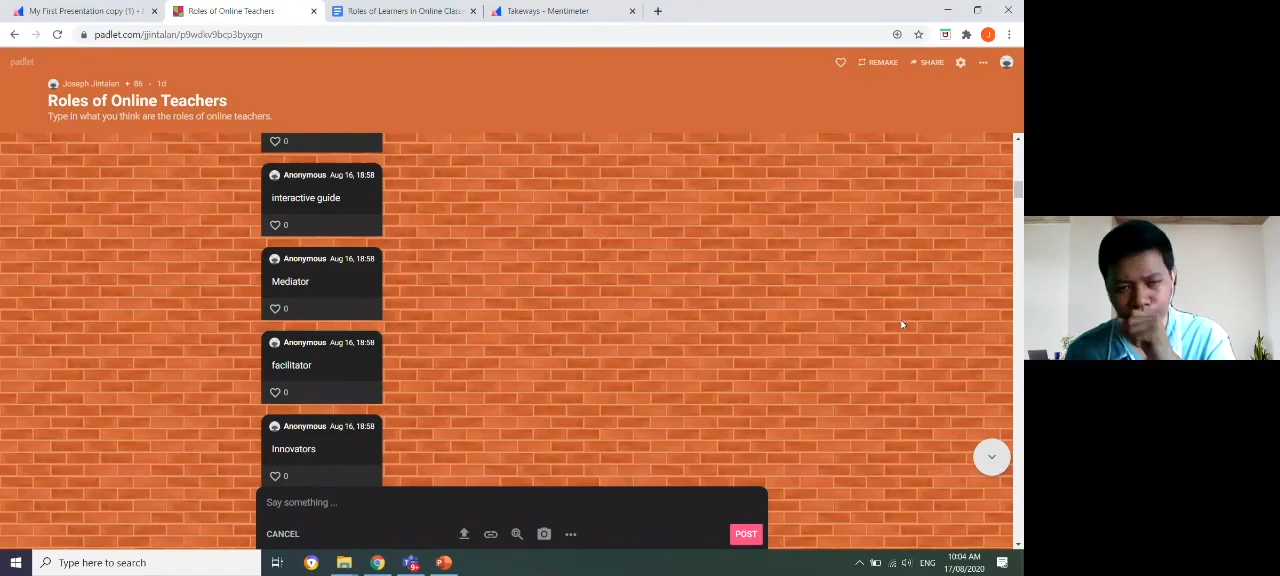 My First Presentation copy (1) -
Roles of Online Teachers
Roles of Learners in Online Class
Takeways - Mentimeter
padlet.com/jjintalan/p9wdkv9bcp3byxgn
J
padlet
REMAKE
SHARE
Joseph Jintalan + 86 • 1d
Roles of Online Teachers
Type in what you think are the roles of online teachers.
0
Anonymous Aug 16, 18:58
interactive guide
0
Anonymous Aug 16, 18:58
Mediator
0
Anonymous Aug 16, 18:58
facilitator
0
Anonymous Aug 16, 18:58
Innovators
0
Say something ...
CANCEL
POST
Type here to search
9+
ENG
10:04 AM
17/08/2020